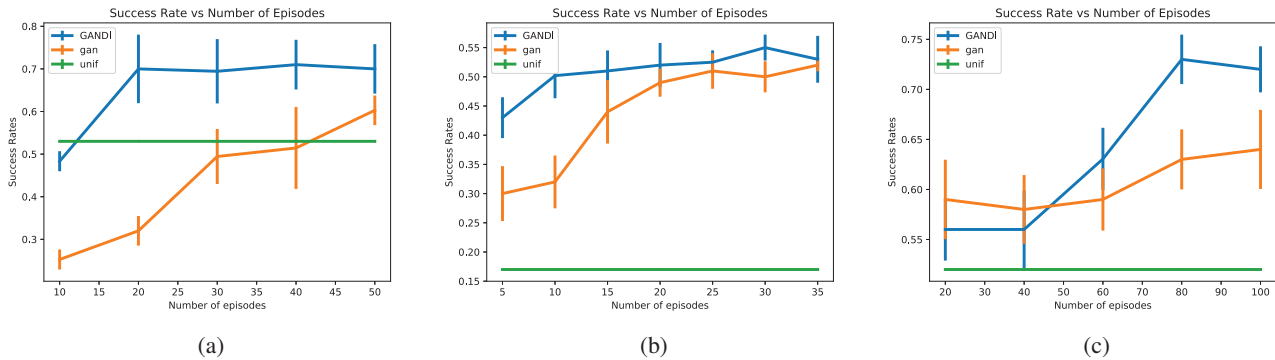 Success Rate vs Number of Episodes
GANDI
gan
unif
Success Rates
0.8
0.7
0.6
0.5
0.4
0.3
10 15 20 25 30 35 40 45 50
Number of episodes
(a)
Success Rate vs Number of Episodes
GANDI
gan
unif
Success Rates
0.55
0.50
0.45
0.40
0.35
0.30
0.25
0.20
0.15
5 10 15 20 25 30 35
Number of episodes
(b)
Success Rate vs Number of Episodes
GANDI
gan
unif
Success Rates
0.75
0.70
0.65
0.60
0.55
20 30 40 50 60 70 80 90 100
Number of episodes
(c)